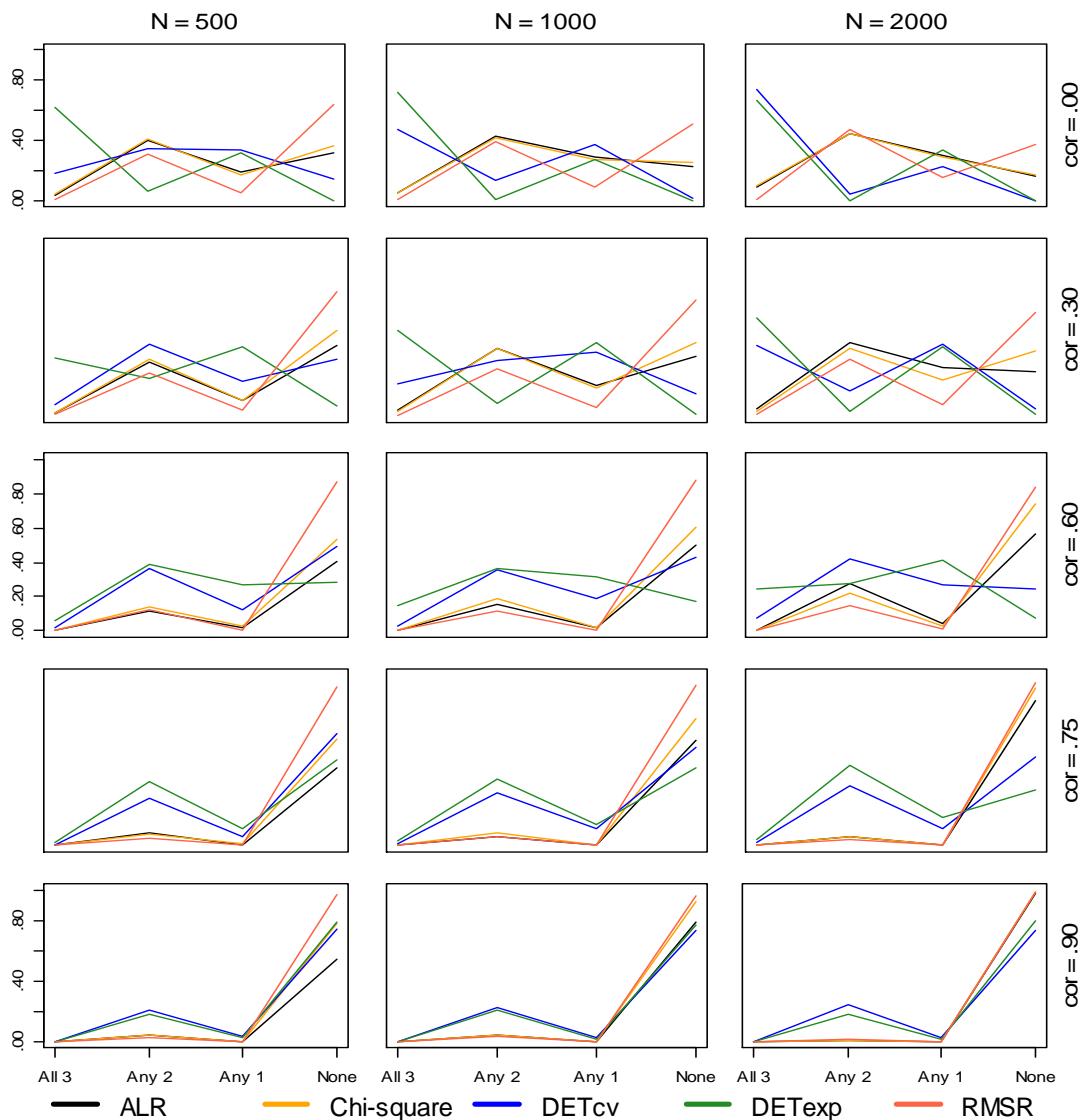 N = 500 N = 1000 N = 2000
.80
.40
.00
cor = .00
cor = .30
.80
.60
.40
.20
.00
cor = .60
cor = .75
.80
.40
.00
cor = .90
All 3 Any 2 Any 1 None All 3 Any 2 Any 1 None All 3 Any 2 Any 1 None
ALR Chi-square DETcv DETexp RMSR